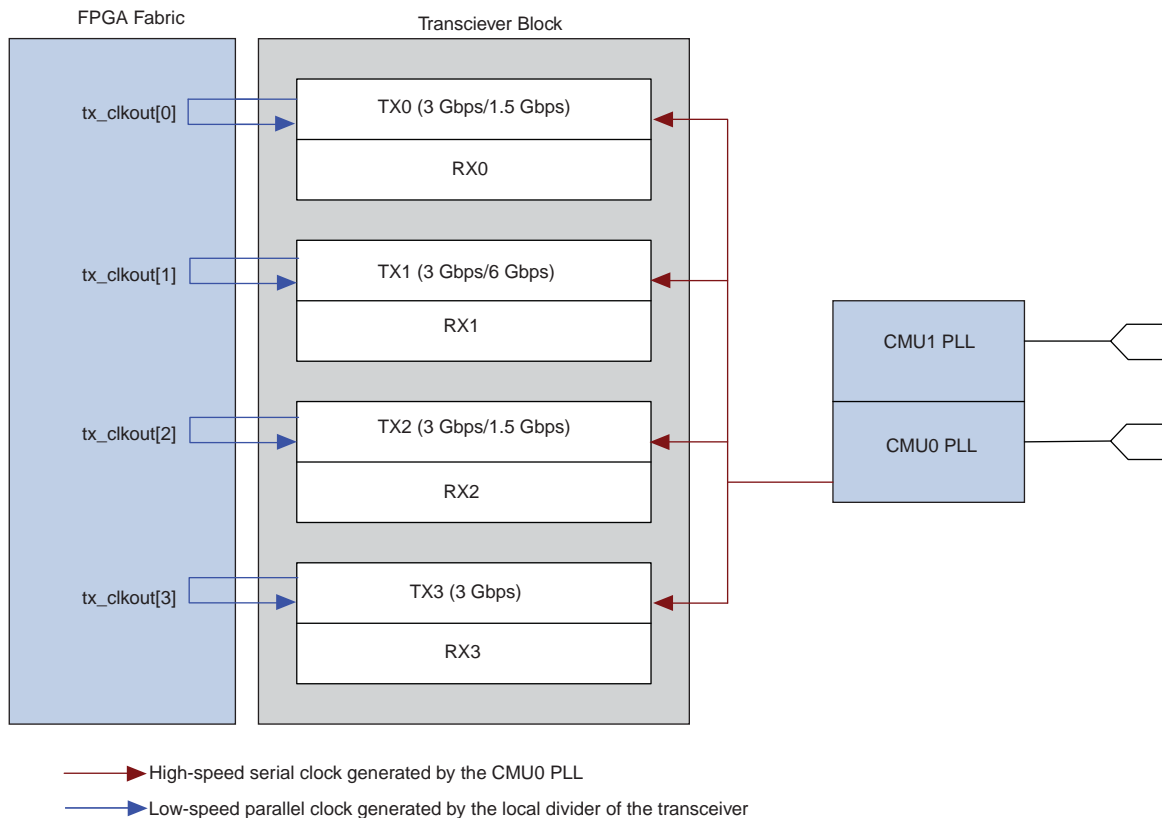 FPGA Fabric
Transciever Block
tx_clkout[0]
TX0 (3 Gbps/1.5 Gbps)
RX0
tx_clkout[1]
TX1 (3 Gbps/6 Gbps)
RX1
CMU1 PLL
tx_clkout[2]
TX2 (3 Gbps/1.5 Gbps)
CMU0 PLL
RX2
tx_clkout[3]
TX3 (3 Gbps)
RX3
High-speed serial clock generated by the CMU0 PLL
Low-speed parallel clock generated by the local divider of the transceiver